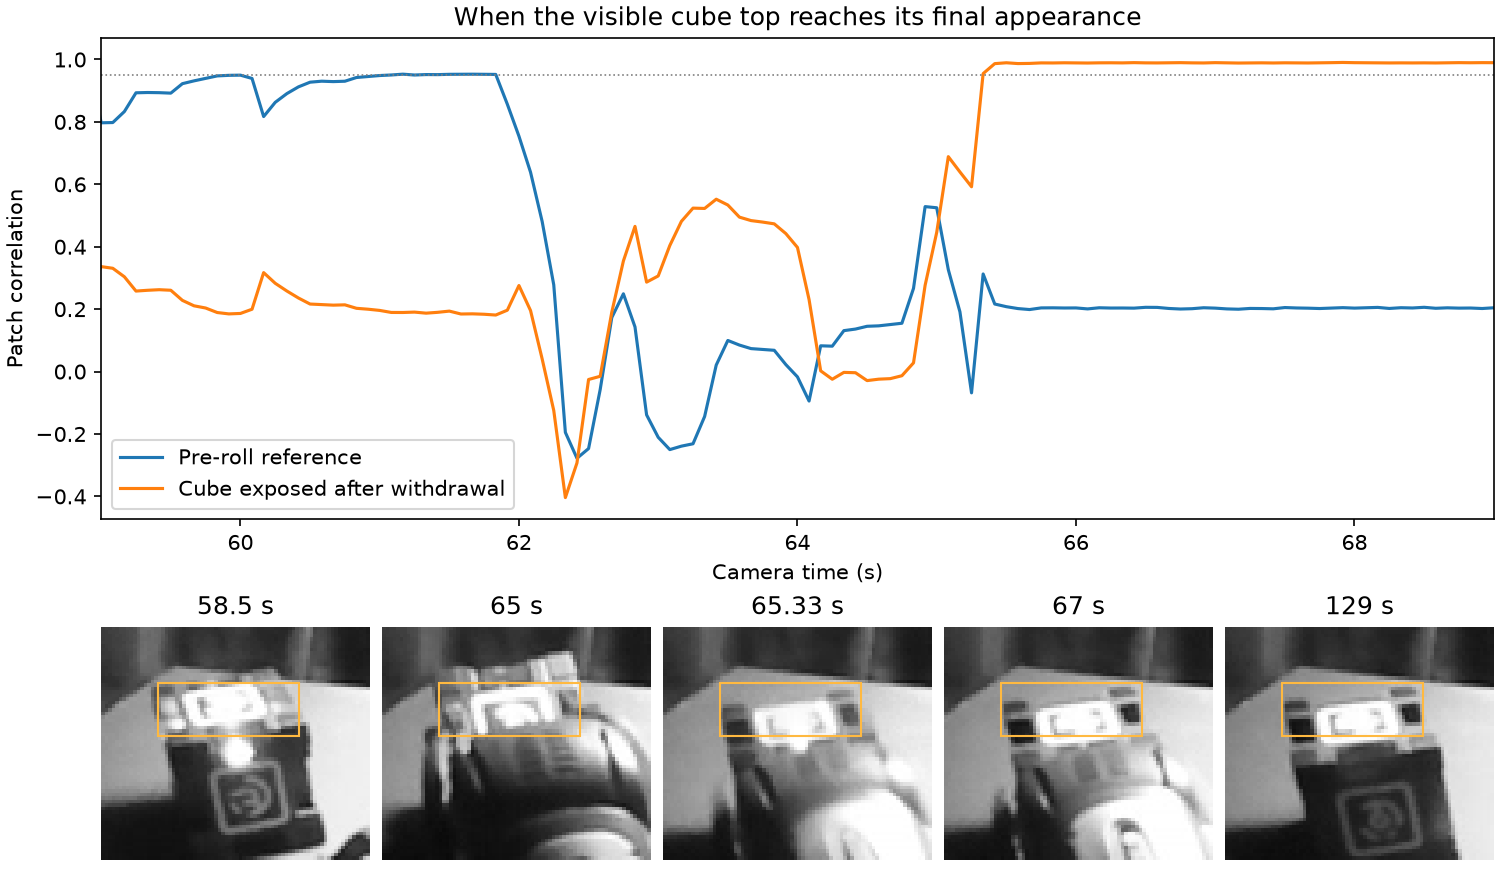 When the visible cube top reaches its final appearance
1.0
0.8
0.6
0.4
0.2
0.0
−0.2
−0.4
Patch correlation
Pre-roll reference
Cube exposed after withdrawal
60 62 64 66 68
Camera time (s)
58.5 s 65 s 65.33 s 67 s 129 s